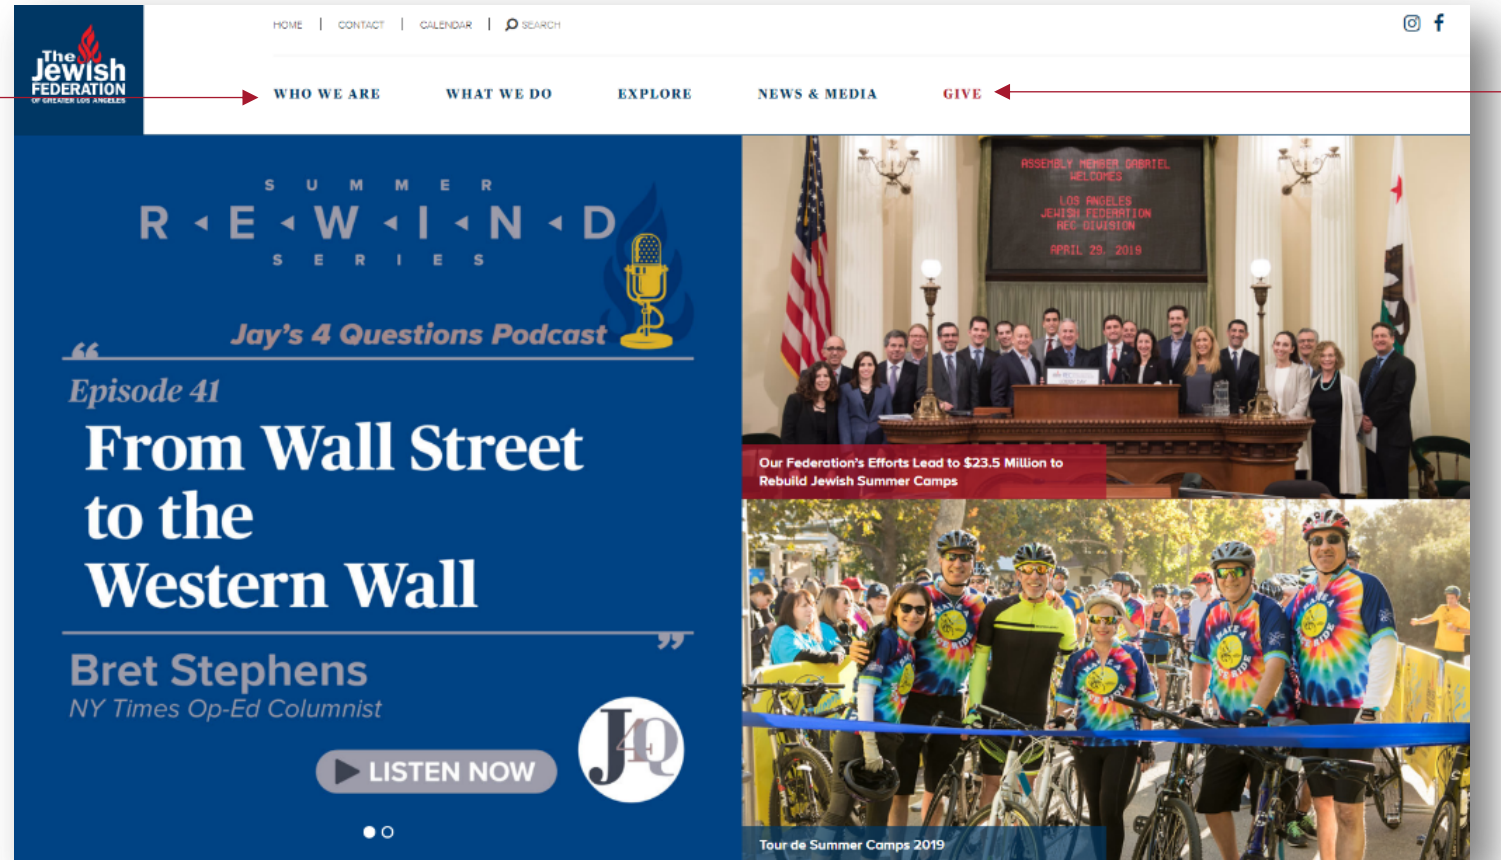 The
Jewish
FEDERATION
OF GREATER LOS ANGELES
HOME | CONTACT | CALENDAR | SEARCH
WHO WE ARE WHAT WE DO EXPLORE NEWS & MEDIA GIVE
SUMMER
REWIND
SERIES
Jay's 4 Questions Podcast
“
Episode 41
From Wall Street
to the
Western Wall
”
Bret Stephens
NY Times Op-Ed Columnist
LISTEN NOW
J4Q
ASSEMBLY MEMBER GABRIEL
WELCOMES
LOS ANGELES
JEWISH FEDERATION
REC DIVISION
APRIL 29, 2019
Our Federation's Efforts Lead to $23.5 Million to
Rebuild Jewish Summer Camps
Tour de Summer Camps 2019